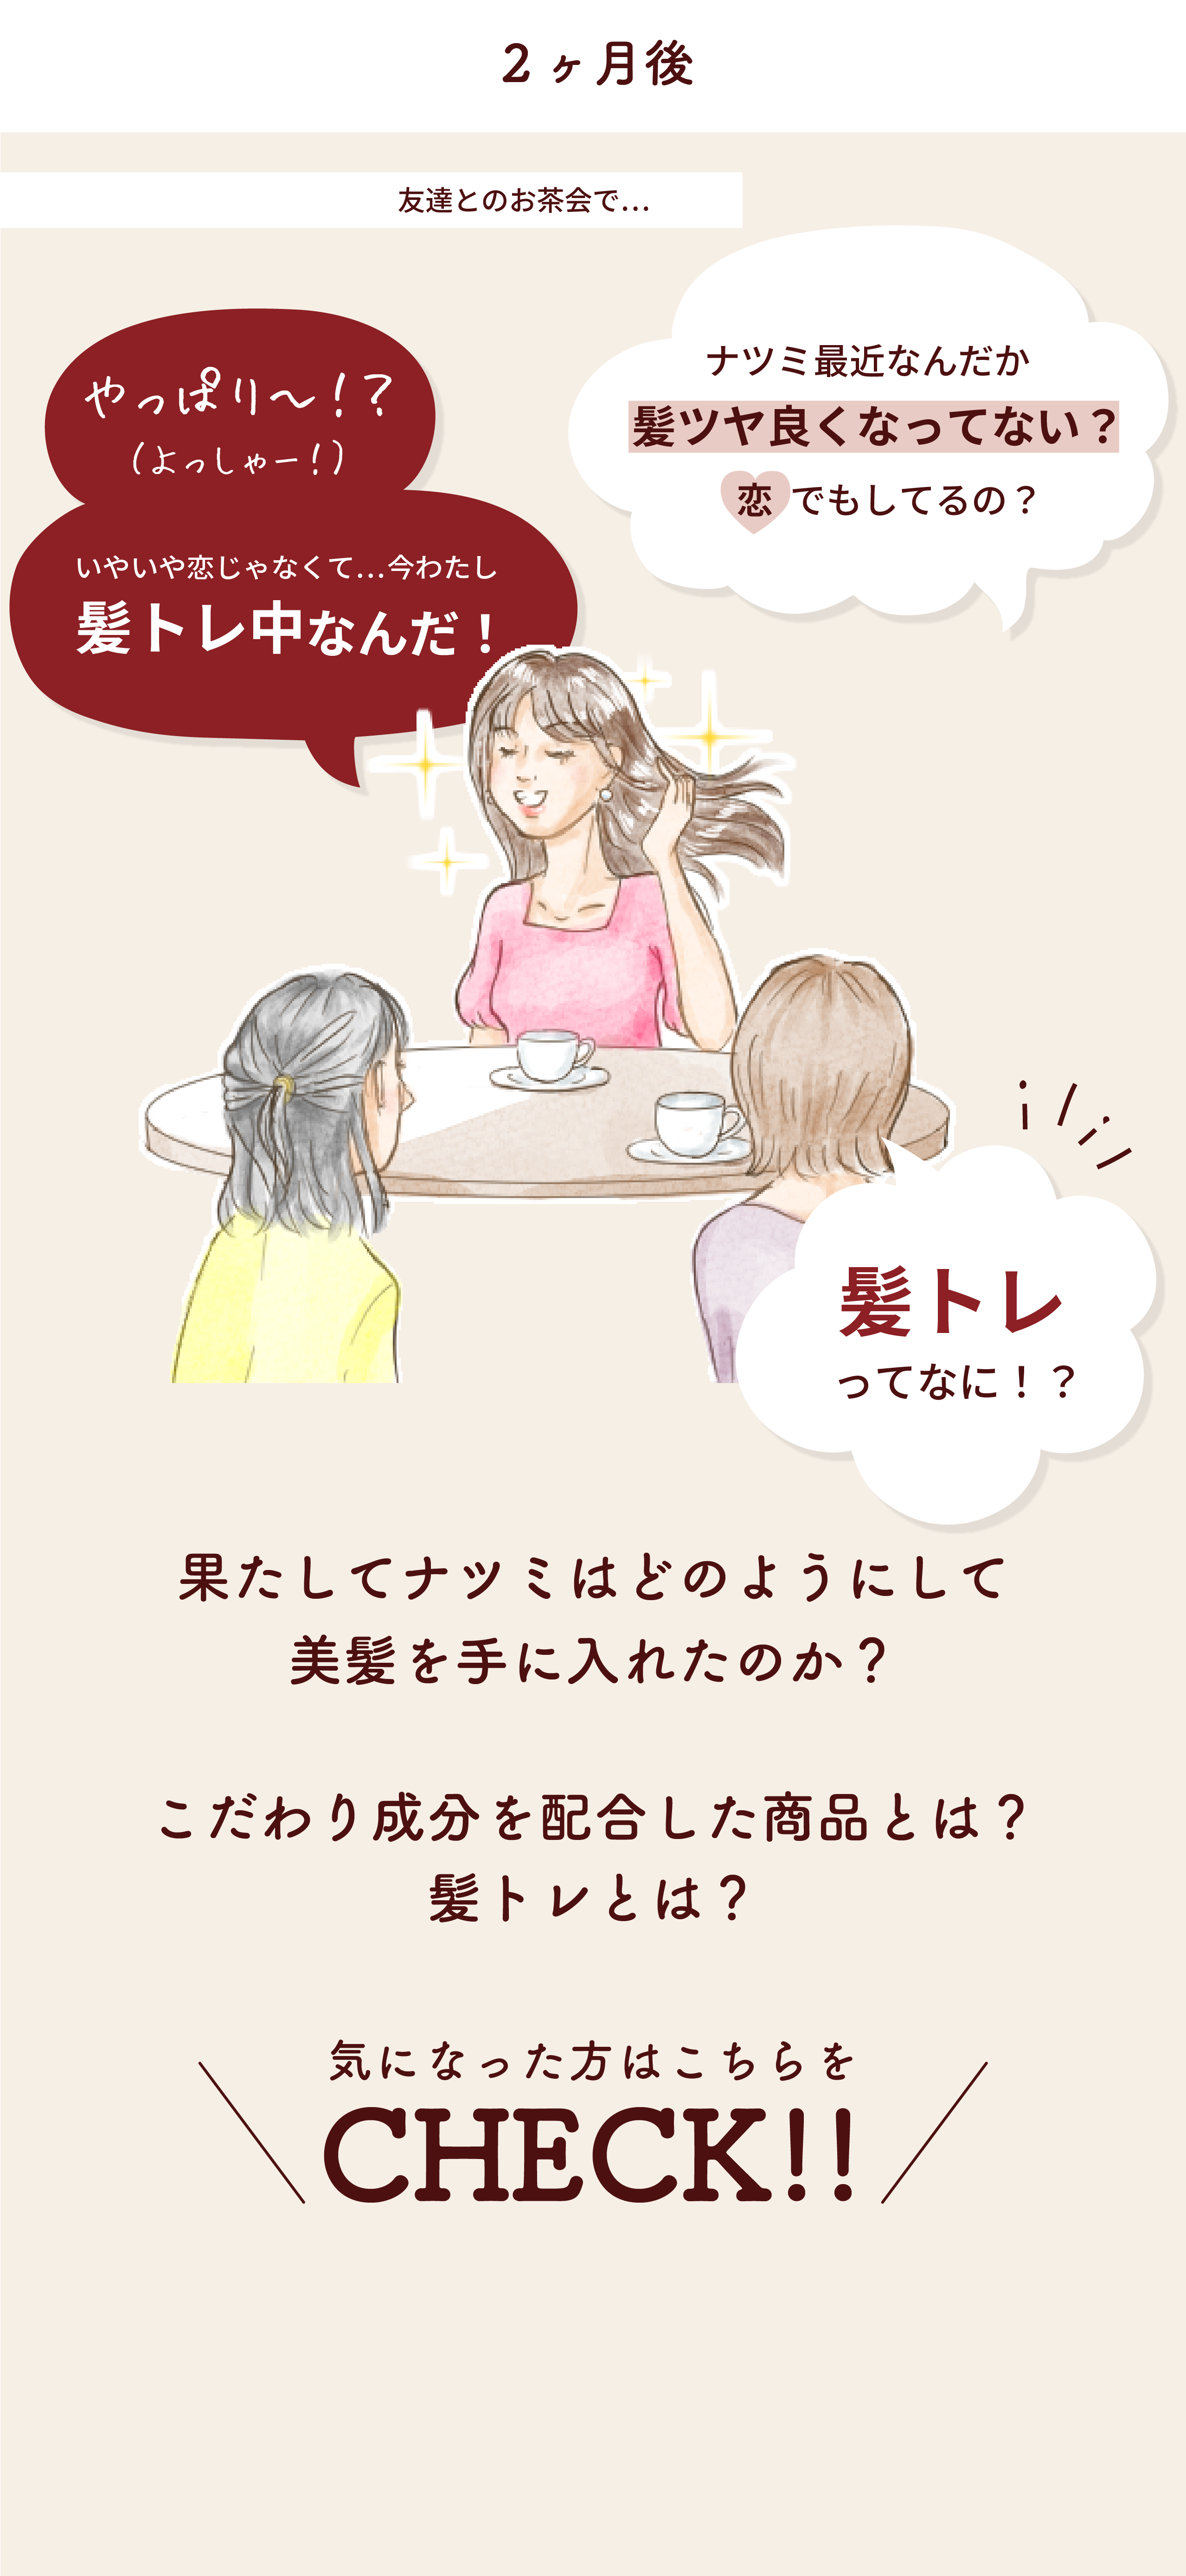 ２ヶ月後
友達とのお茶会で...
ナツミ最近なんだか
髪ツヤ良くなってない？
恋でもしてるの？
やっぱり〜！？
（よっしゃー！）
いやいや恋じゃなくて...今わたし
髪トレ中なんだ！
髪トレ
ってなに！？
果たしてナツミはどのようにして
美髪を手に入れたのか？
こだわり成分を配合した商品とは？
髪トレとは？
気になった方はこちらを
CHECK!!